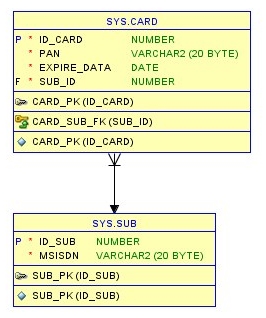 SYS.CARD
P * ID_CARD NUMBER
* PAN VARCHAR2 (20 BYTE)
* EXPIRE_DATA DATE
F * SUB_ID NUMBER
CARD_PK (ID_CARD)
CARD_SUB_FK (SUB_ID)
CARD_PK (ID_CARD)
SYS.SUB
P * ID_SUB NUMBER
* MSISDN VARCHAR2 (20 BYTE)
SUB_PK (ID_SUB)
SUB_PK (ID_SUB)